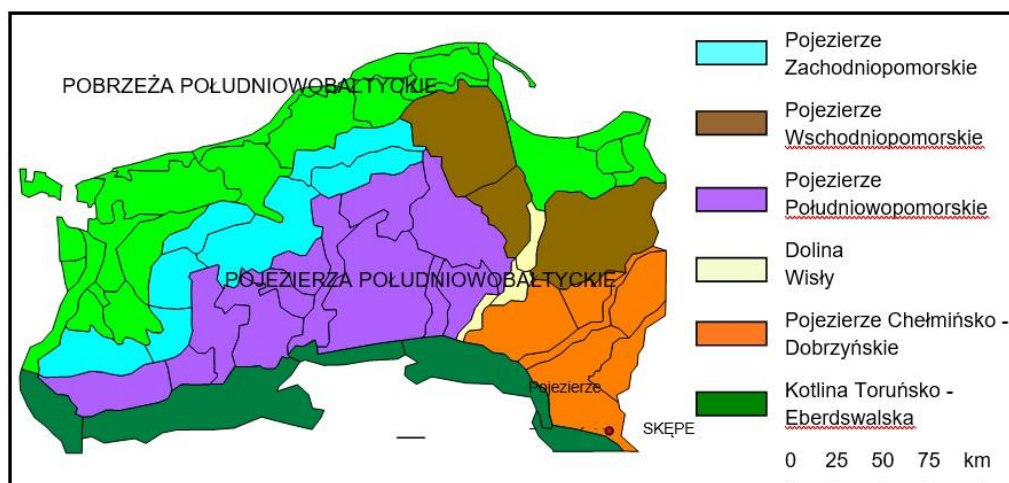 POBRZEŻA POŁUDNIOWOBAŁTYCKIE
POJEZIERZA POŁUDNIOWOBAŁTYCKIE
Pojezierze
SKĘPE
Pojezierze
Zachodniopomorskie
Pojezierze
Wschodniopomorskie
Pojezierze
Południowopomorskie
Dolina
Wisły
Pojezierze Chełmińsko -
Dobrzyńskie
Kotlina Toruńsko -
Eberdswalska
0 25 50 75 km